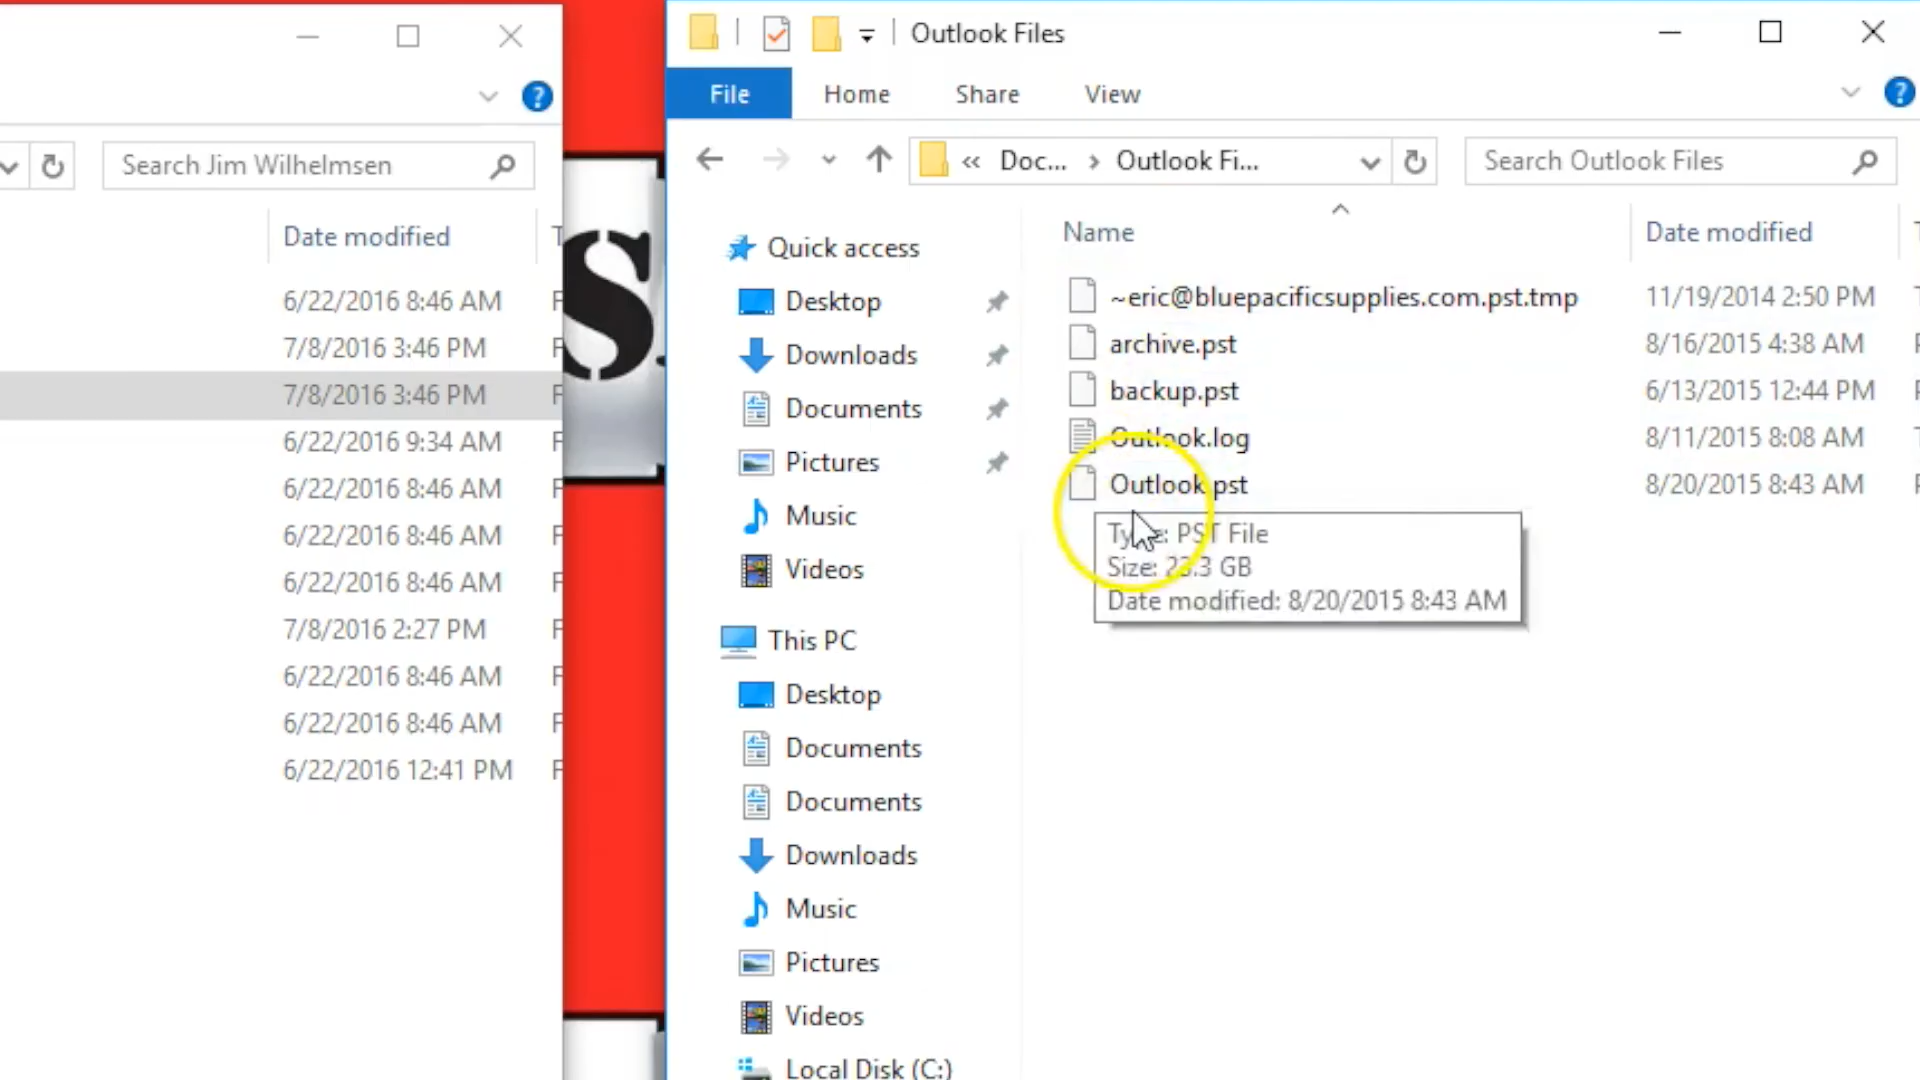 Search Jim Wilhelmsen
Date modified
6/22/2016 8:46 AM
7/8/2016 3:46 PM
7/8/2016 3:46 PM
6/22/2016 9:34 AM
6/22/2016 8:46 AM
6/22/2016 8:46 AM
6/22/2016 8:46 AM
7/8/2016 2:27 PM
6/22/2016 8:46 AM
6/22/2016 8:46 AM
6/22/2016 12:41 PM
S.
Outlook Files
File Home Share View
« Doc... > Outlook Fi...
Search Outlook Files
Quick access
Desktop
Downloads
Documents
Pictures
Music
Videos
This PC
Desktop
Documents
Documents
Downloads
Music
Pictures
Videos
Local Disk (C:)
Name Date modified
~eric@bluepacificsupplies.com.pst.tmp 11/19/2014 2:50 PM
archive.pst 8/16/2015 4:38 AM
backup.pst 6/13/2015 12:44 PM
Outlook.log 8/11/2015 8:08 AM
Outlook.pst 8/20/2015 8:43 AM
Type: PST File
Size: 23.3 GB
Date modified: 8/20/2015 8:43 AM